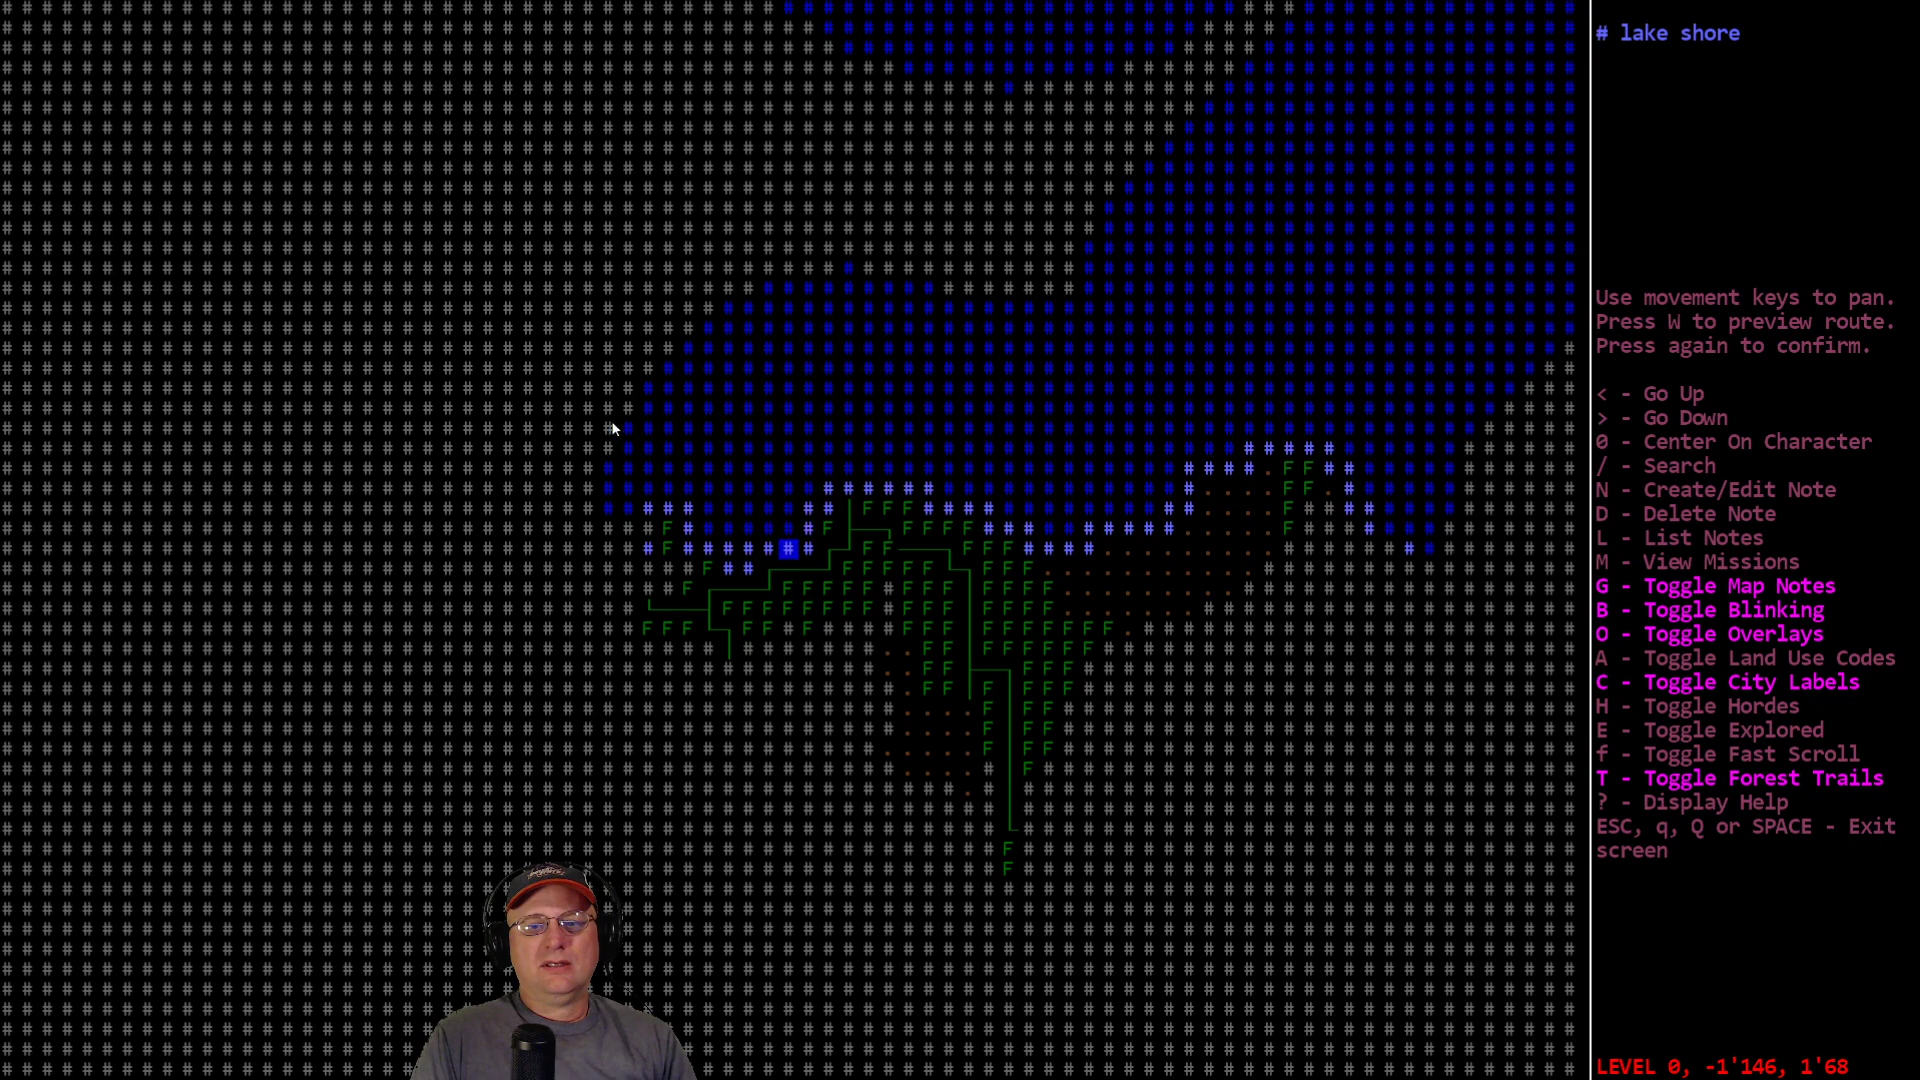 # lake shore
Use movement keys to pan.
Press W to preview route.
Press again to confirm.
< - Go Up
> - Go Down
0 - Center On Character
/ - Search
N - Create/Edit Note
D - Delete Note
L - List Notes
M - View Missions
G - Toggle Map Notes
B - Toggle Blinking
O - Toggle Overlays
A - Toggle Land Use Codes
C - Toggle City Labels
H - Toggle Hordes
E - Toggle Explored
f - Toggle Fast Scroll
T - Toggle Forest Trails
? - Display Help
ESC, q, Q or SPACE - Exit
screen
LEVEL 0, -1'146, 1'68